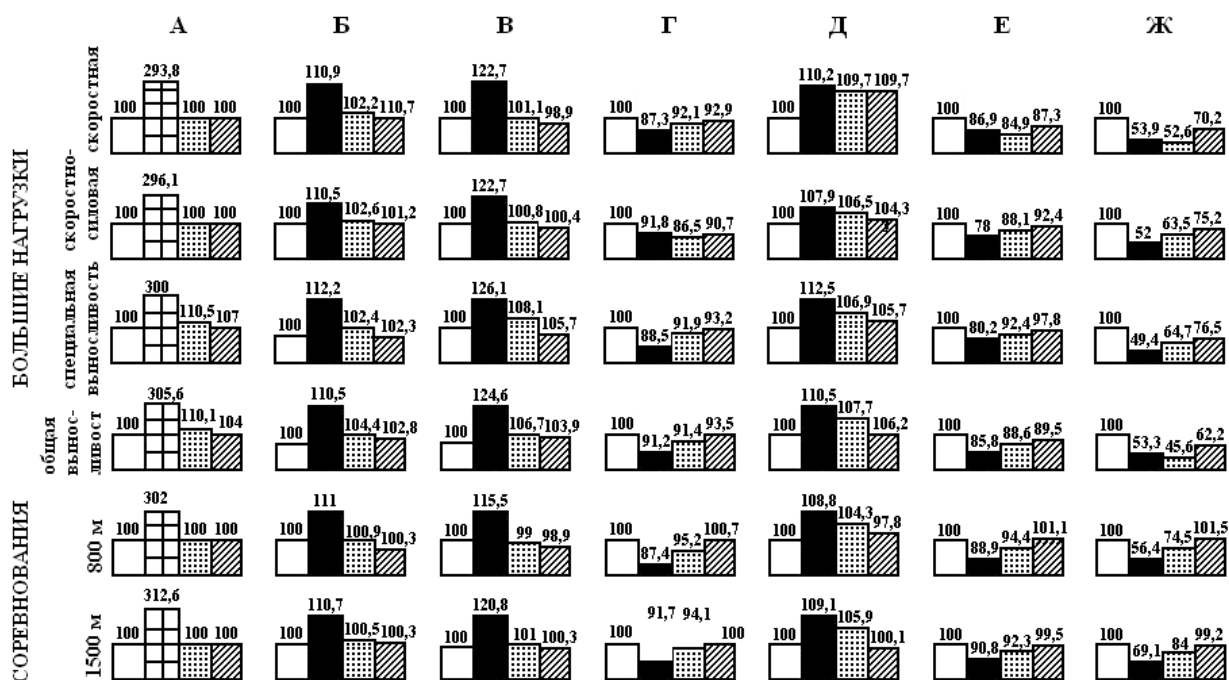 А Б В Г Д Е Ж
БОЛЬШИЕ НАГРУЗКИ
скоростная
293,8 110,9 122,7 110,2 109,7 109,7
100 100 100 100 102,2 110,7 100 101,1 98,9 100 87,3 92,1 92,9 100 100 86,9 84,9 87,3 100 53,9 52,6 70,2
скоростно-
силовая
296,1 110,5 122,7 107,9 106,5 104,3
100 100 100 100 102,6 101,2 100 100,8 100,4 100 91,8 86,5 90,7 100 100 78 88,1 92,4 100 52 63,5 75,2
специальная
выносливость
300 112,2 126,1 112,5 106,9 105,7
100 110,5 107 100 102,4 102,3 100 108,1 105,7 100 88,5 91,9 93,2 100 100 80,2 92,4 97,8 100 49,4 64,7 76,5
общая
вынос-
ливост
305,6 110,5 124,6 110,5 107,7 106,2
100 110,1 104 100 104,4 102,8 100 106,7 103,9 100 91,2 91,4 93,5 100 100 85,8 88,6 89,5 100 53,3 45,6 62,2
СОРЕВНОВАНИЯ
800 м
302 111 115,5 108,8 104,3 97,8
100 100 100 100 100,9 100,3 100 99 98,9 100 87,4 95,2 100,7 100 100 88,9 94,4 101,1 100 56,4 74,5 101,5
1500 м
312,6 110,7 120,8 91,7 94,1 109,1 105,9 100,1
100 100 100 100 100,5 100,3 100 101 100,3 100 100 100 100 90,8 92,3 99,5 100 69,1 84 99,2